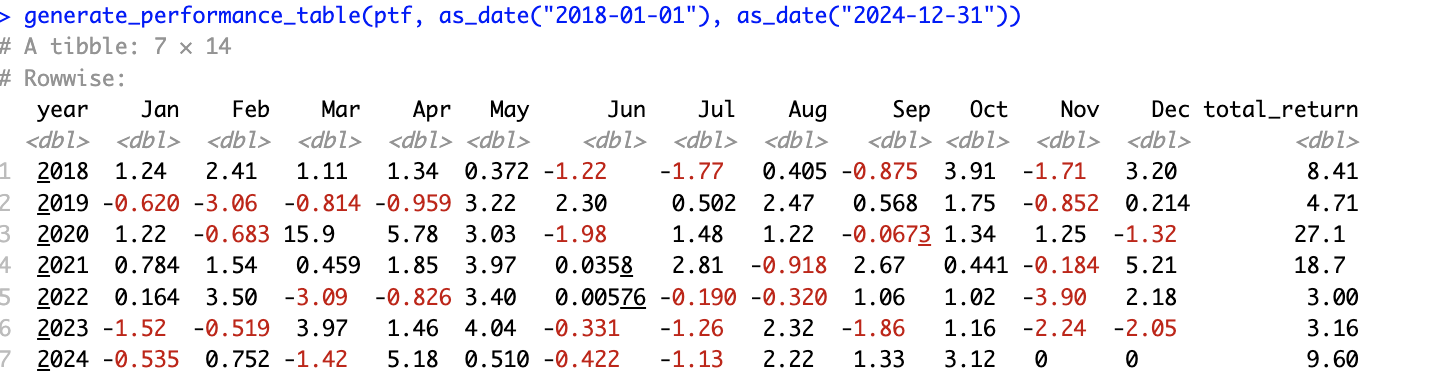 > generate_performance_table(ptf, as_date("2018-01-01"), as_date("2024-12-31"))
# A tibble: 7 × 14
# Rowwise:
year Jan Feb Mar Apr May Jun Jul Aug Sep Oct Nov Dec total_return
<dbl> <dbl> <dbl> <dbl> <dbl> <dbl> <dbl> <dbl> <dbl> <dbl> <dbl> <dbl> <dbl> <dbl>
1 2018 1.24 2.41 1.11 1.34 0.372 -1.22 -1.77 0.405 -0.875 3.91 -1.71 3.20 8.41
2 2019 -0.620 -3.06 -0.814 -0.959 3.22 2.30 0.502 2.47 0.568 1.75 -0.852 0.214 4.71
3 2020 1.22 -0.683 15.9 5.78 3.03 -1.98 1.48 1.22 -0.0673 1.34 1.25 -1.32 27.1
4 2021 0.784 1.54 0.459 1.85 3.97 0.0358 2.81 -0.918 2.67 0.441 -0.184 5.21 18.7
5 2022 0.164 3.50 -3.09 -0.826 3.40 0.00576 -0.190 -0.320 1.06 1.02 -3.90 2.18 3.00
6 2023 -1.52 -0.519 3.97 1.46 4.04 -0.331 -1.26 2.32 -1.86 1.16 -2.24 -2.05 3.16
7 2024 -0.535 0.752 -1.42 5.18 0.510 -0.422 -1.13 2.22 1.33 3.12 0 0 9.60